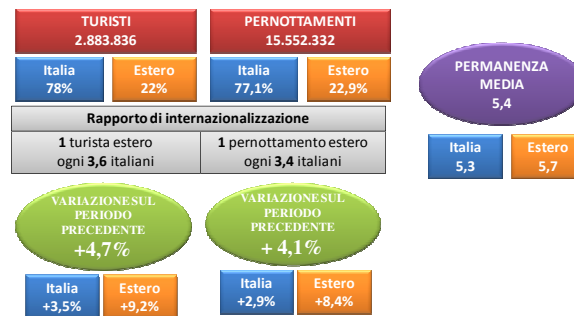 TURISTI
2.883.836
PERNOTTAMENTI
15.552.332
Italia
78%
Estero
22%
Italia
77,1%
Estero
22,9%
Rapporto di internazionalizzazione
1 turista estero
ogni 3,6 italiani
1 pernottamento estero
ogni 3,4 italiani
PERMANENZA
MEDIA
5,4
Italia
5,3
Estero
5,7
VARIAZIONE SUL
PERIODO
PRECEDENTE
+4,7%
VARIAZIONE SUL
PERIODO
PRECEDENTE
+ 4,1%
Italia
+3,5%
Estero
+9,2%
Italia
+2,9%
Estero
+8,4%